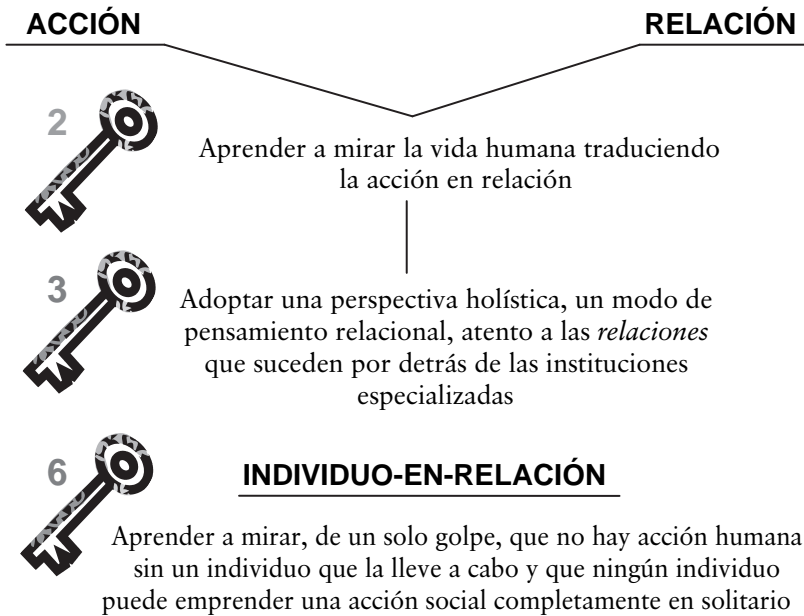 ACCIÓN RELACIÓN
2
Aprender a mirar la vida humana traduciendo
la acción en relación
3
Adoptar una perspectiva holística, un modo de
pensamiento relacional, atento a las relaciones
que suceden por detrás de las instituciones
especializadas
6
INDIVIDUO-EN-RELACIÓN
Aprender a mirar, de un solo golpe, que no hay acción humana
sin un individuo que la lleve a cabo y que ningún individuo
puede emprender una acción social completamente en solitario